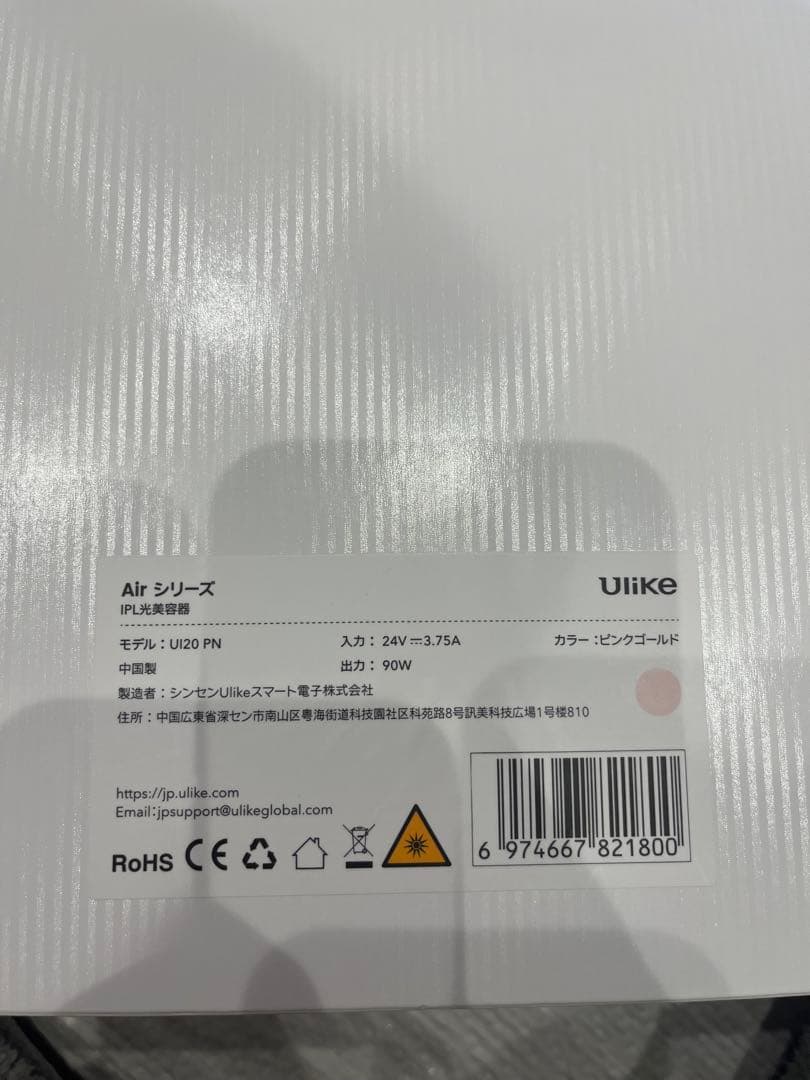 Air シリーズ
Ulike
IPL光美容器
モデル：UI20 PN
入力： 24V⎓3.75A
カラー：ピンクゴールド
中国製
出力： 90W
製造者：シンセンUlikeスマート電子株式会社
住所：中国広東省深セン市南山区粤海街道科技園社区科苑路8号訊美科技広場1号楼810
https://jp.ulike.com
Email:jpsupport@ulikeglobal.com
RoHS CE
6 974667 821800